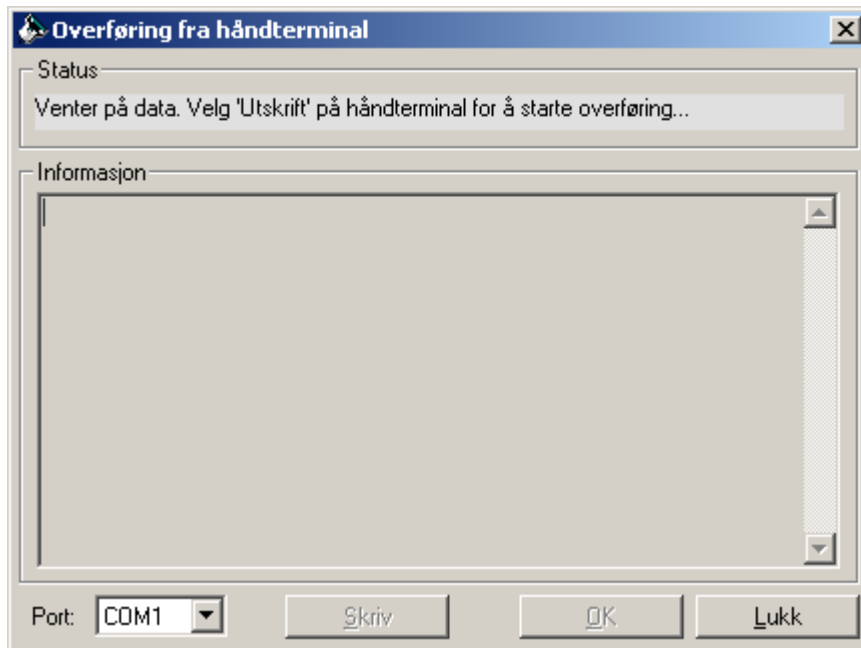 Overføring fra håndterminal
Status
Venter på data. Velg 'Utskrift' på håndterminal for å starte overføring...
Informasjon
Port: COM1 Skriv OK Lukk